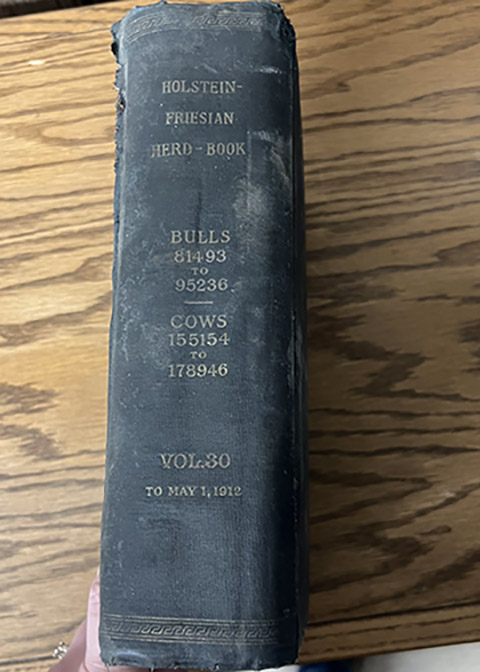 HOLSTEIN-
FRIESIAN
HERD-BOOK
BULLS
81493
TO
95236
COWS
155154
TO
178946
VOL.30
TO MAY 1, 1912